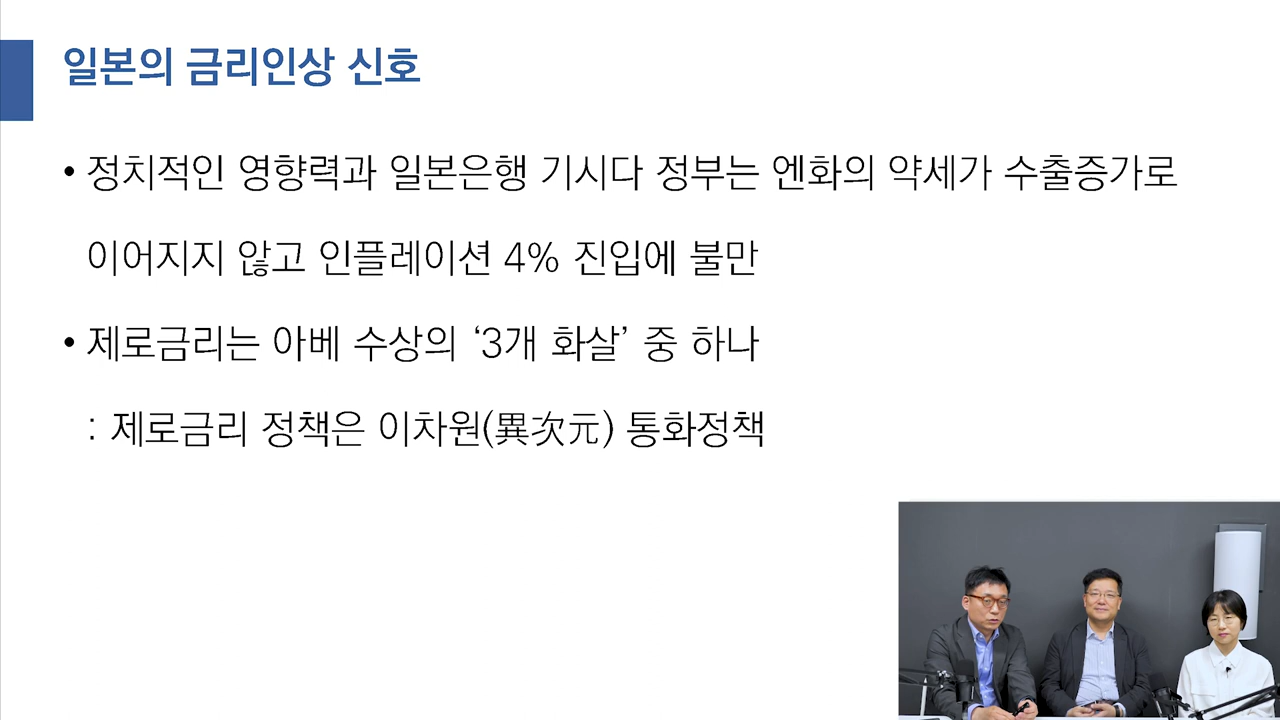 일본의 금리인상 신호
• 정치적인 영향력과 일본은행 기시다 정부는 엔화의 약세가 수출증가로
이어지지 않고 인플레이션 4% 진입에 불만
• 제로금리는 아베 수상의 ‘3개 화살’ 중 하나
: 제로금리 정책은 이차원(異次元) 통화정책